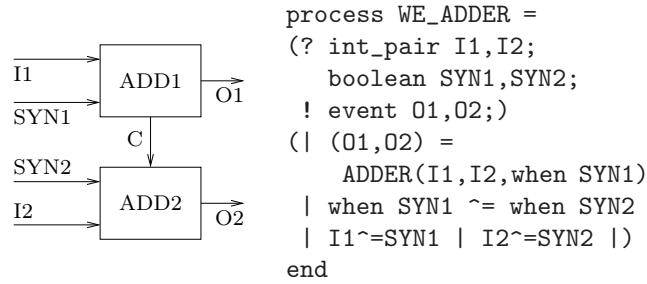 I1
SYN1
ADD1
O1
C
SYN2
I2
ADD2
O2
process WE_ADDER =
(? int_pair I1,I2;
boolean SYN1,SYN2;
! event O1,O2;)
(| (O1,O2) =
ADDER(I1,I2,when SYN1)
| when SYN1 ^= when SYN2
| I1^=SYN1 | I2^=SYN2 |)
end